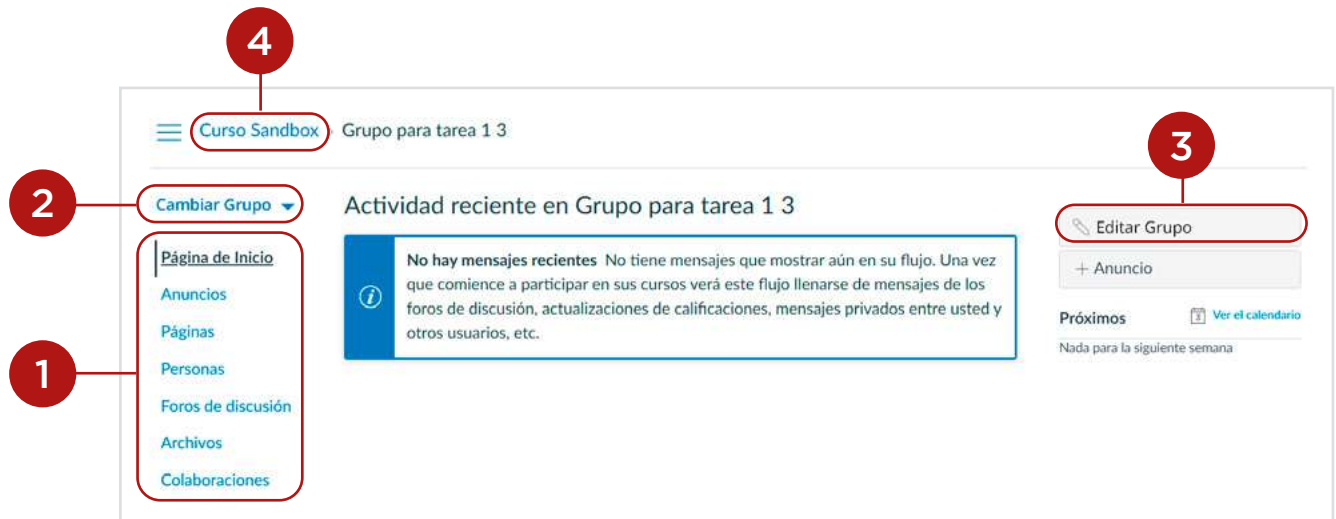 4
Curso Sandbox › Grupo para tarea 1 3
3
2
Cambiar Grupo
Actividad reciente en Grupo para tarea 1 3
Editar Grupo
+ Anuncio
Página de Inicio
Anuncios
Páginas
Personas
Foros de discusión
Archivos
Colaboraciones
1
No hay mensajes recientes No tiene mensajes que mostrar aún en su flujo. Una vez
que comience a participar en sus cursos verá este flujo llenarse de mensajes de los
foros de discusión, actualizaciones de calificaciones, mensajes privados entre usted y
otros usuarios, etc.
Próximos
Ver el calendario
Nada para la siguiente semana